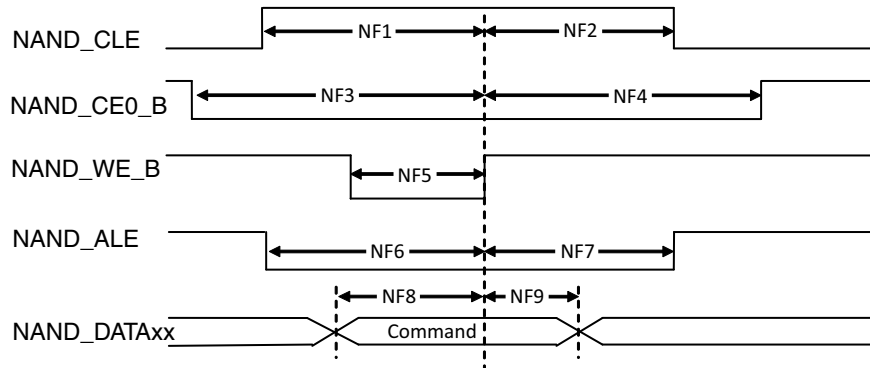 NAND_CLE
NF1
NF2
NAND_CE0_B
NF3
NF4
NAND_WE_B
NF5
NAND_ALE
NF6
NF7
NF8
NF9
NAND_DATAxx
Command